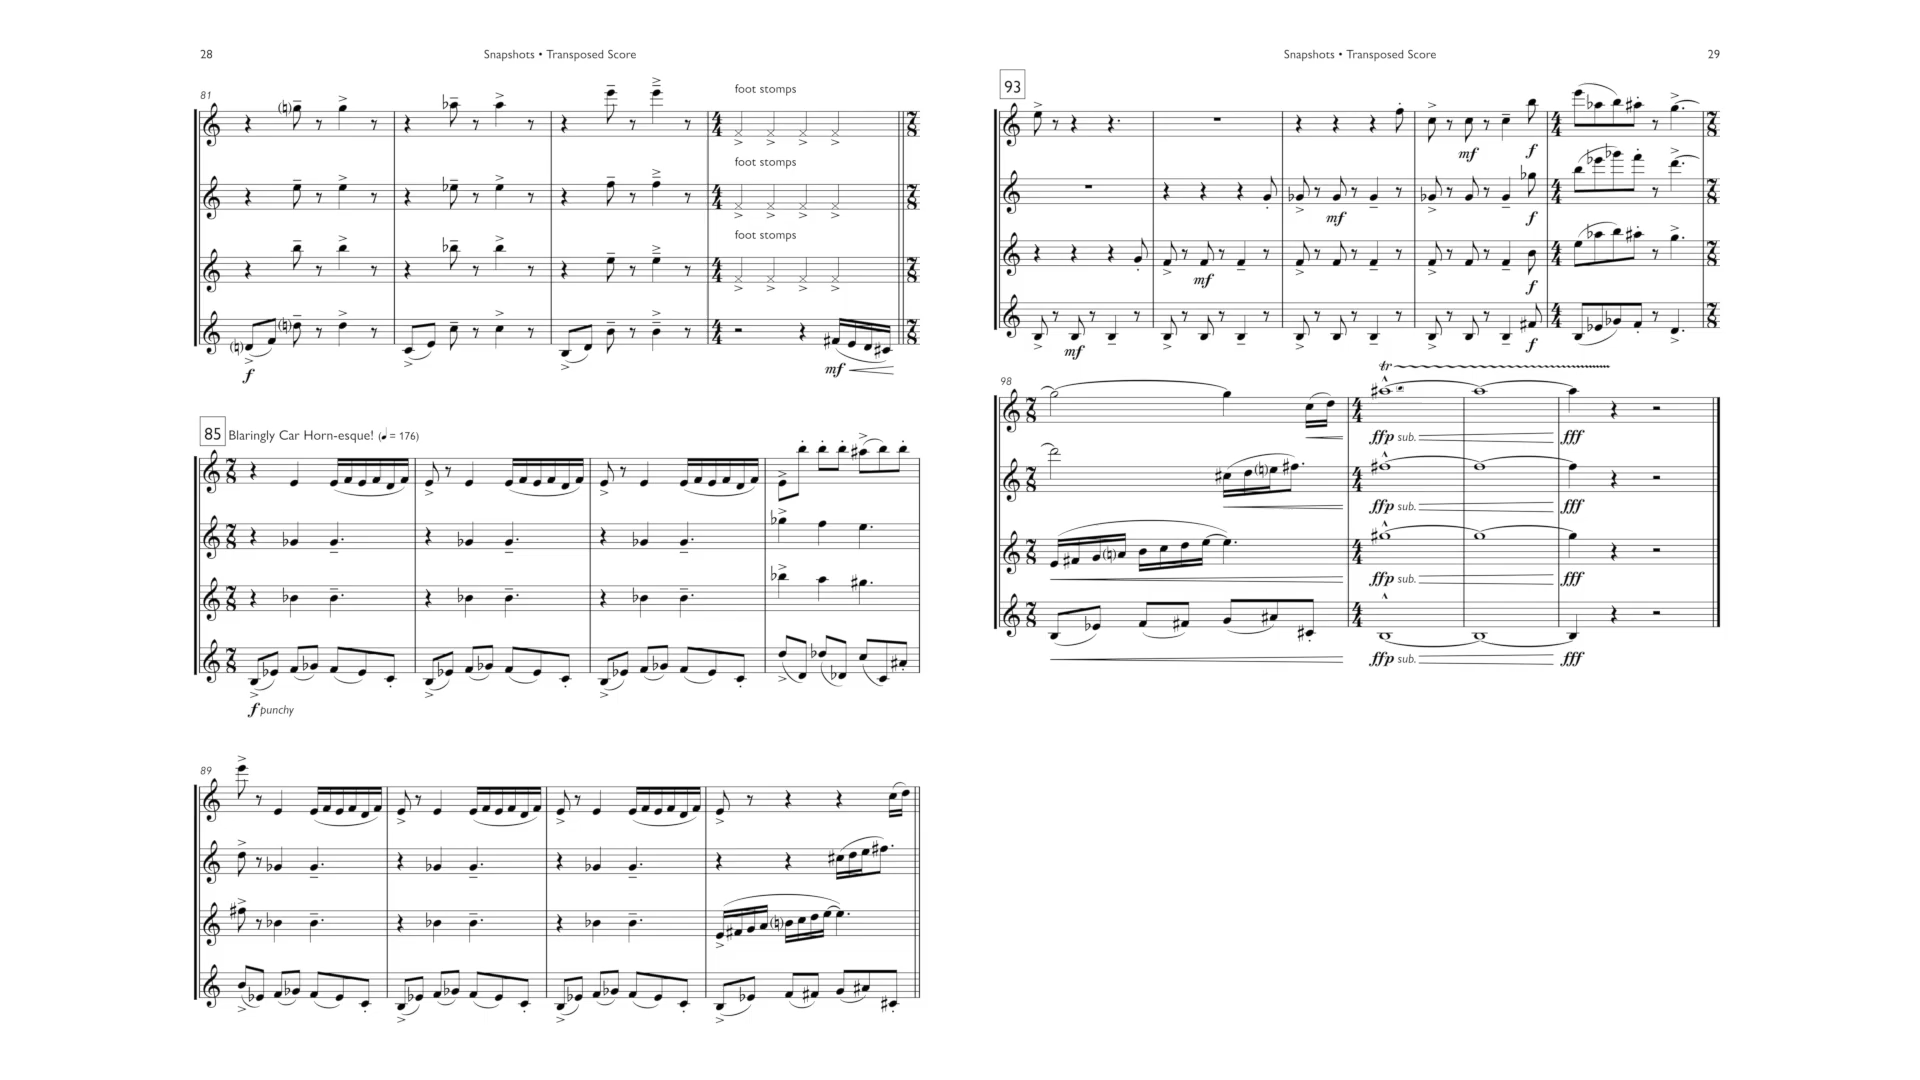 28
Snapshots • Transposed Score
81
foot stomps
foot stomps
foot stomps
f
mf
85 Blaringly Car Horn-esque! (♩ = 176)
f punchy
89
Snapshots • Transposed Score
29
93
mf f
mf f
mf f
mf f
98
tr
ffp sub. fff
ffp sub. fff
ffp sub. fff
ffp sub. fff